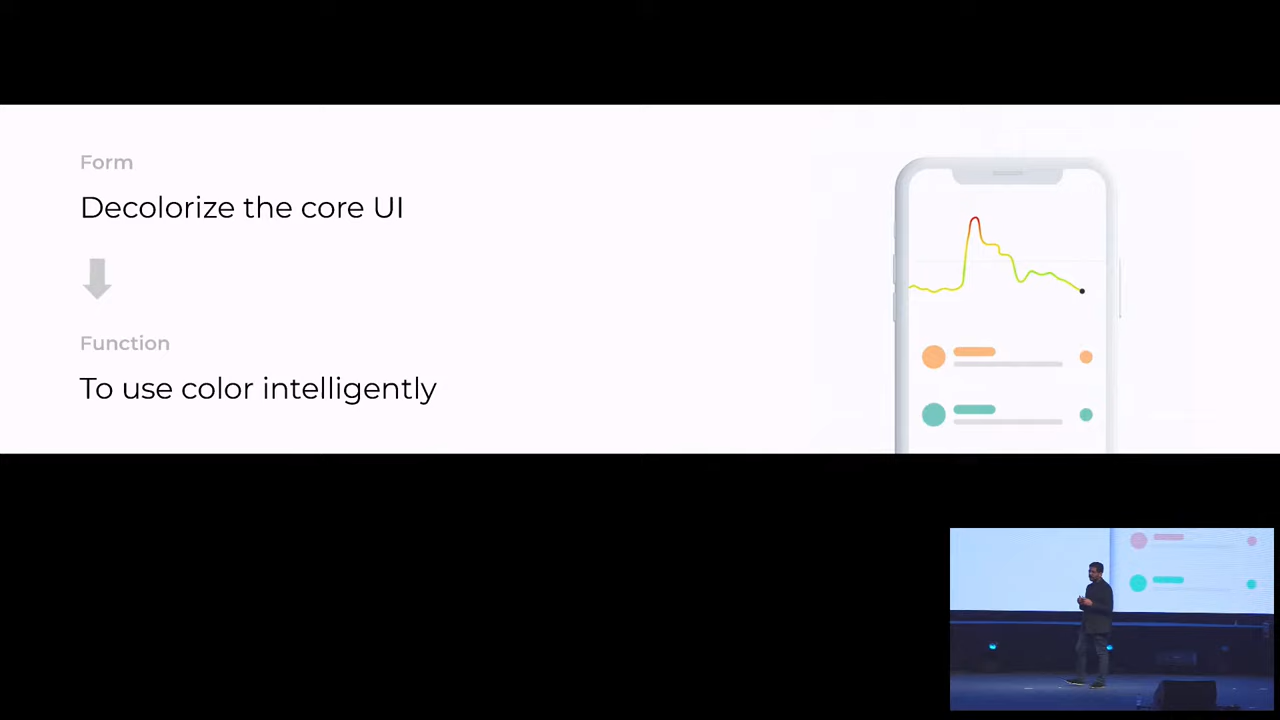 Form
Decolorize the core UI
Function
To use color intelligently